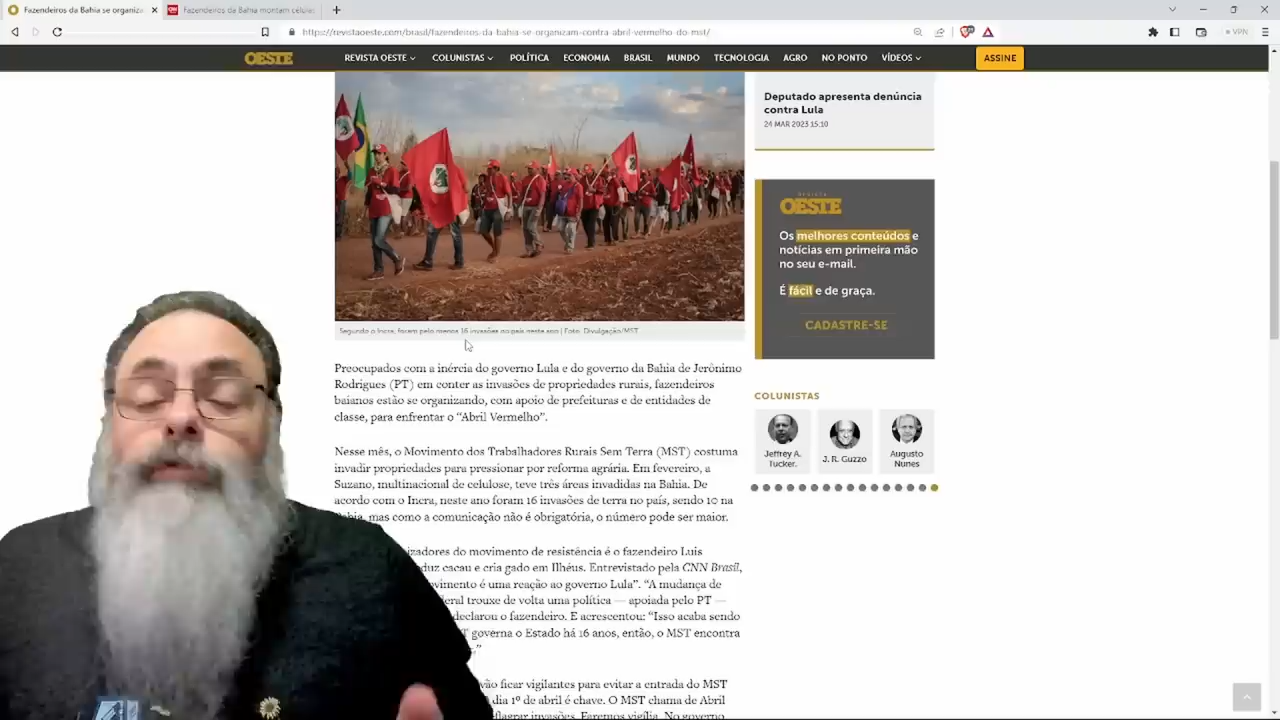 Fazendeiros da Bahia se organiza
Fazendeiros da Bahia montam células
https://revistaoeste.com/brasil/fazendeiros-da-bahia-se-organizam-contra-abril-vermelho-do-mst/
VPN
OESTE
REVISTA OESTE
COLUNISTAS
POLÍTICA
ECONOMIA
BRASIL
MUNDO
TECNOLOGIA
AGRO
NO PONTO
VÍDEOS
ASSINE
Segundo o Incra, foram pelo menos 16 invasões no país neste ano | Foto: Divulgação/MST
Preocupados com a inércia do governo Lula e do governo da Bahia de Jerônimo
Rodrigues (PT) em conter as invasões de propriedades rurais, fazendeiros
baianos estão se organizando, com apoio de prefeituras e de entidades de
classe, para enfrentar o “Abril Vermelho”.
Nesse mês, o Movimento dos Trabalhadores Rurais Sem Terra (MST) costuma
invadir propriedades para pressionar por reforma agrária. Em fevereiro, a
Suzano, multinacional de celulose, teve três áreas invadidas na Bahia. De
acordo com o Incra, neste ano foram 16 invasões de terra no país, sendo 10 na
Bahia, mas como a comunicação não é obrigatória, o número pode ser maior.
izadores do movimento de resistência é o fazendeiro Luis
duz cacau e cria gado em Ilhéus. Entrevistado pela CNN Brasil,
ovimento é uma reação ao governo Lula”. “A mudança de
deral trouxe de volta uma política — apoiada pelo PT —
declarou o fazendeiro. E acrescentou: “Isso acaba sendo
T governa o Estado há 16 anos, então, o MST encontra
”
vão ficar vigilantes para evitar a entrada do MST
dia 1º de abril é chave. O MST chama de Abril
flagrar invasões. Faremos vigília. No governo
Deputado apresenta denúncia
contra Lula
24 MAR 2023 15:10
REVISTA
OESTE
Os melhores conteúdos e
notícias em primeira mão
no seu e-mail.
É fácil e de graça.
CADASTRE-SE
COLUNISTAS
Jeffrey A.
Tucker.
J. R. Guzzo
Augusto
Nunes